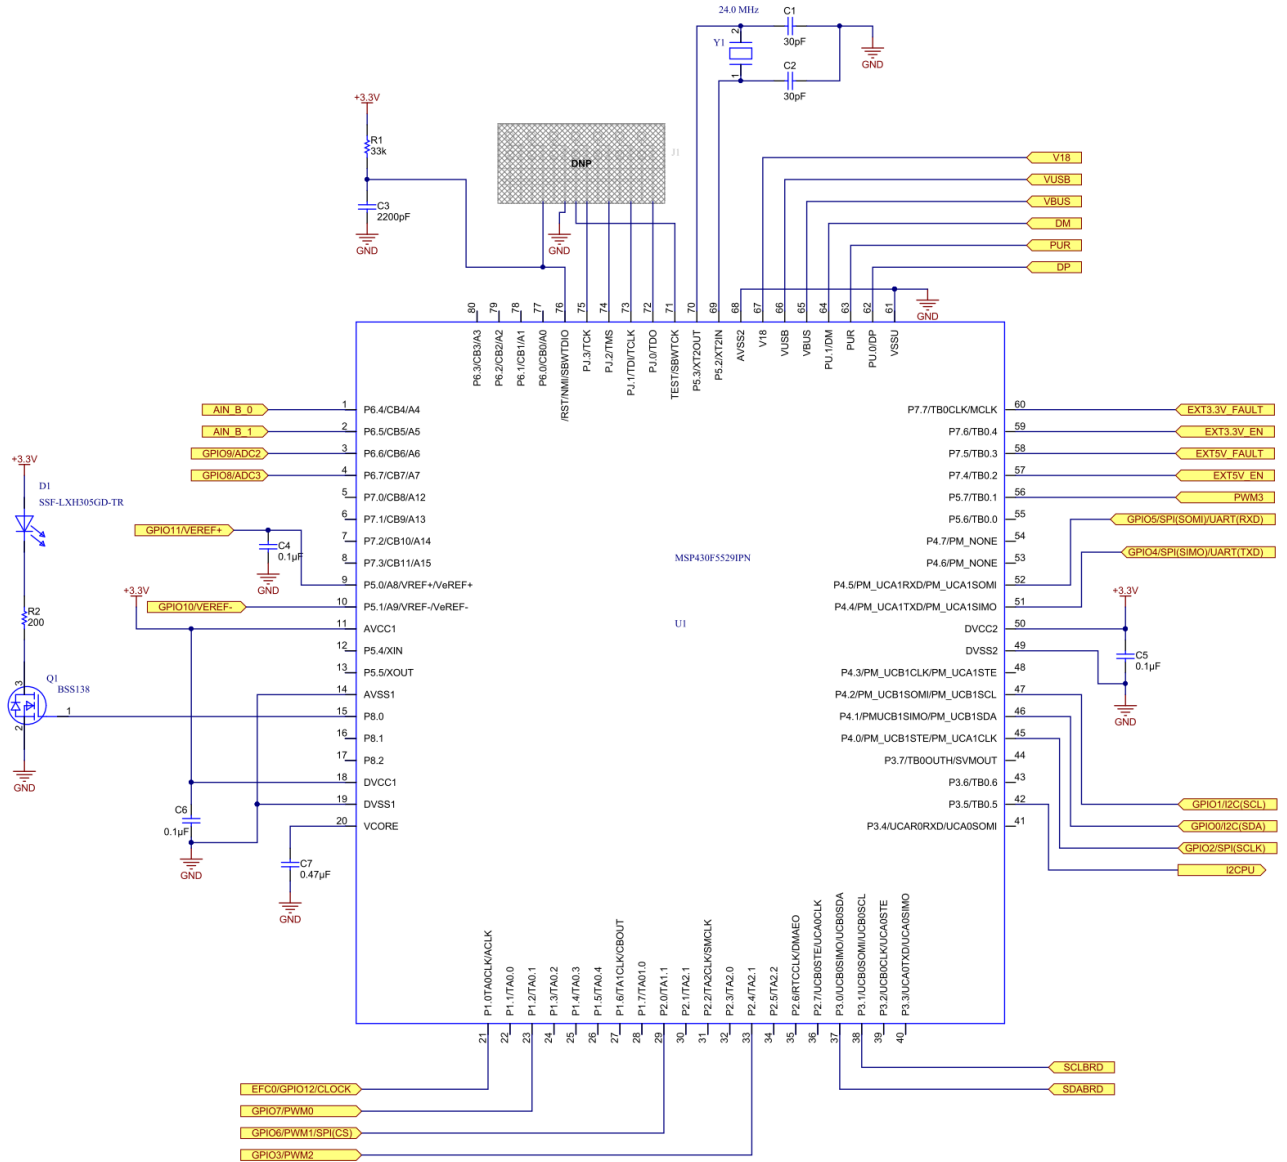 24.0 MHz
C1
30pF
2
Y1
1
C2
30pF
GND
+3.3V
R1
33k
C3
2200pF
GND
DNP
J1
GND
V18
VUSB
VBUS
DM
PUR
DP
GND
80
79
78
77
76
75
74
73
72
71
70
69
68
67
66
65
64
63
62
61
P6.3/CB3/A3
P6.2/CB2/A2
P6.1/CB1/A1
P6.0/CB0/A0
/RST/NMI/SBWTDIO
PJ.3/TCK
PJ.2/TMS
PJ.1/TDI/TCLK
PJ.0/TDO
TEST/SBWTCK
P5.3/XT2OUT
P5.2/XT2IN
AVSS2
V18
VUSB
VBUS
PU.1/DM
PUR
PU.0/DP
VSSU
AIN_B_0
1 P6.4/CB4/A4
AIN_B_1
2 P6.5/CB5/A5
GPIO9/ADC2
3 P6.6/CB6/A6
GPIO8/ADC3
4 P6.7/CB7/A7
5 P7.0/CB8/A12
6 P7.1/CB9/A13
7 P7.2/CB10/A14
8 P7.3/CB11/A15
GPIO11/VEREF+
C4
0.1µF
GND
9 P5.0/A8/VREF+/VeREF+
GPIO10/VEREF-
10 P5.1/A9/VREF-/VeREF-
+3.3V
11 AVCC1
12 P5.4/XIN
13 P5.5/XOUT
14 AVSS1
15 P8.0
16 P8.1
17 P8.2
18 DVCC1
19 DVSS1
20 VCORE
+3.3V
D1
SSF-LXH305GD-TR
R2
200
Q1
BSS138
3
1
2
GND
C6
0.1µF
GND
C7
0.47µF
GND
MSP430F5529IPN
U1
P7.7/TB0CLK/MCLK 60
EXT3.3V_FAULT
P7.6/TB0.4 59
EXT3.3V_EN
P7.5/TB0.3 58
EXT5V_FAULT
P7.4/TB0.2 57
EXT5V_EN
P5.7/TB0.1 56
PWM3
P5.6/TB0.0 55
GPIO5/SPI(SOMI)/UART(RXD)
P4.7/PM_NONE 54
GPIO4/SPI(SIMO)/UART(TXD)
P4.6/PM_NONE 53
P4.5/PM_UCA1RXD/PM_UCA1SOMI 52
P4.4/PM_UCA1TXD/PM_UCA1SIMO 51
+3.3V
DVCC2 50
DVSS2 49
C5
0.1µF
GND
P4.3/PM_UCB1CLK/PM_UCA1STE 48
P4.2/PM_UCB1SOMI/PM_UCB1SCL 47
P4.1/PMUCB1SIMO/PM_UCB1SDA 46
P4.0/PM_UCB1STE/PM_UCA1CLK 45
P3.7/TB0OUTH/SVMOUT 44
P3.6/TB0.6 43
P3.5/TB0.5 42
P3.4/UCAR0RXD/UCA0SOMI 41
GPIO1/I2C(SCL)
GPIO0/I2C(SDA)
GPIO2/SPI(SCLK)
I2CPU
P1.0TA0CLK/ACLK
P1.1/TA0.0
P1.2/TA0.1
P1.3/TA0.2
P1.4/TA0.3
P1.5/TA0.4
P1.6/TA1CLK/CBOUT
P1.7/TA01.0
P2.0/TA1.1
P2.1/TA2.1
P2.2/TA2CLK/SMCLK
P2.3/TA2.0
P2.4/TA2.1
P2.5/TA2.2
P2.6/RTCCLK/DMAEO
P2.7/UCB0STE/UCA0CLK
P3.0/UCB0SIMO/UCB0SDA
P3.1/UCB0SOMI/UCB0SCL
P3.2/UCB0CLK/UCA0STE
P3.3/UCA0TXD/UCA0SIMO
21
22
23
24
25
26
27
28
29
30
31
32
33
34
35
36
37
38
39
40
SCLBRD
SDABRD
EFC0/GPIO12/CLOCK
GPIO7/PWM0
GPIO6/PWM1/SPI(CS)
GPIO3/PWM2